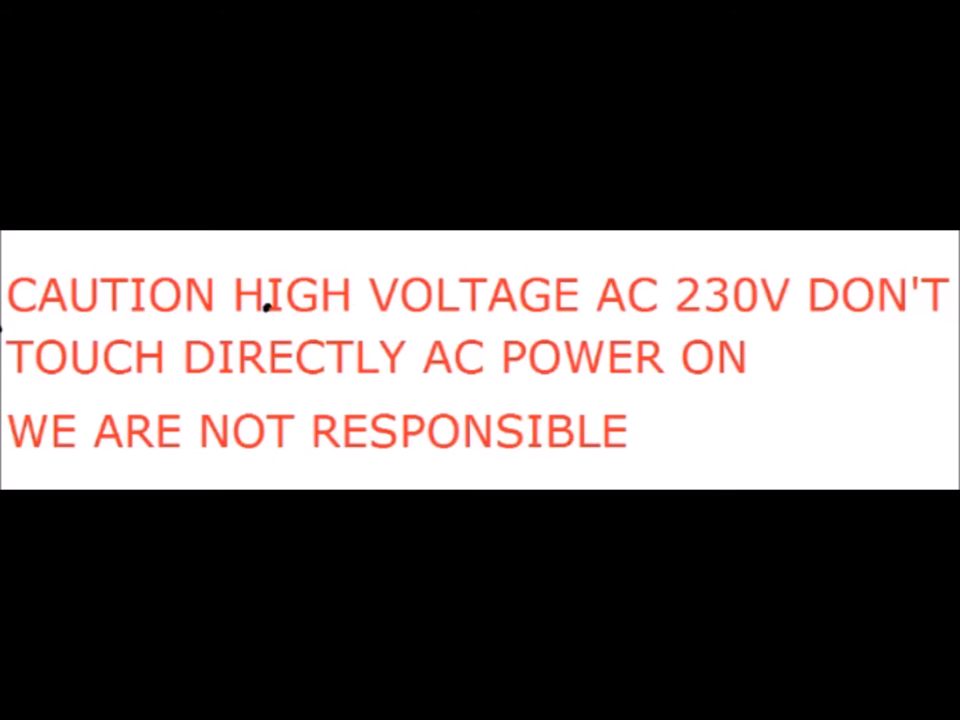 CAUTION HIGH VOLTAGE AC 230V DON'T
TOUCH DIRECTLY AC POWER ON
WE ARE NOT RESPONSIBLE